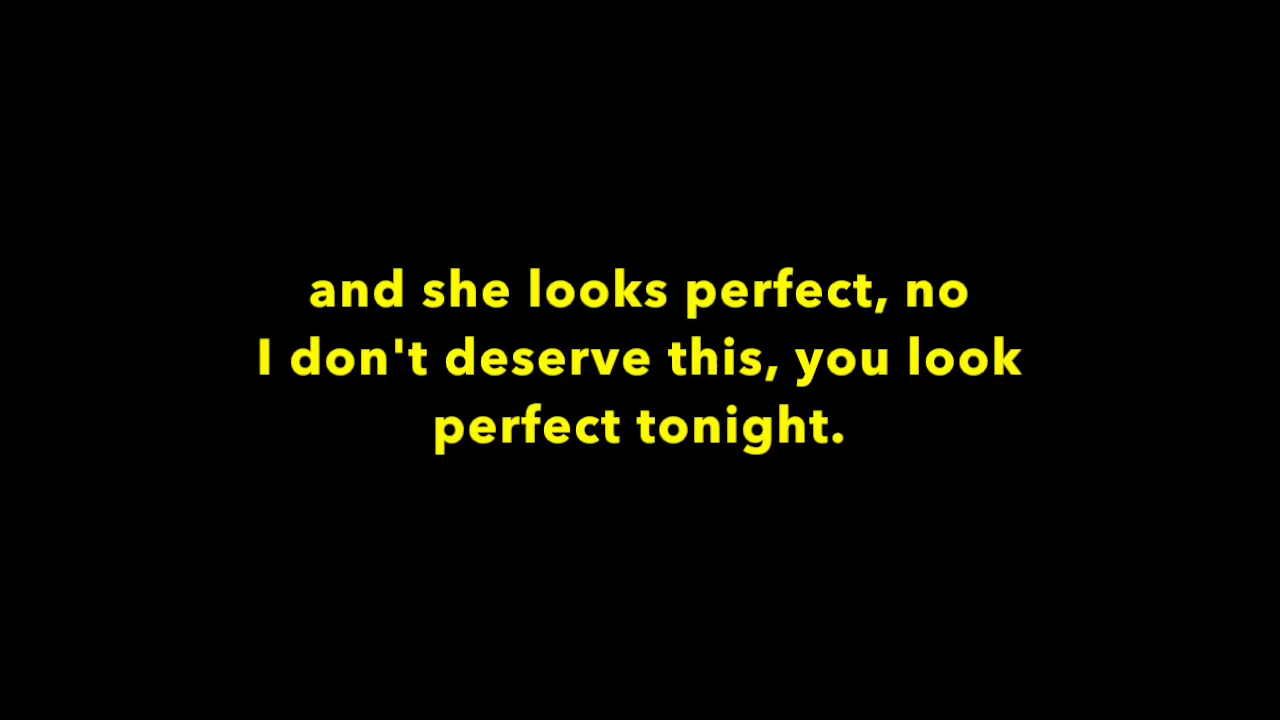 and she looks perfect, no
I don't deserve this, you look
perfect tonight.